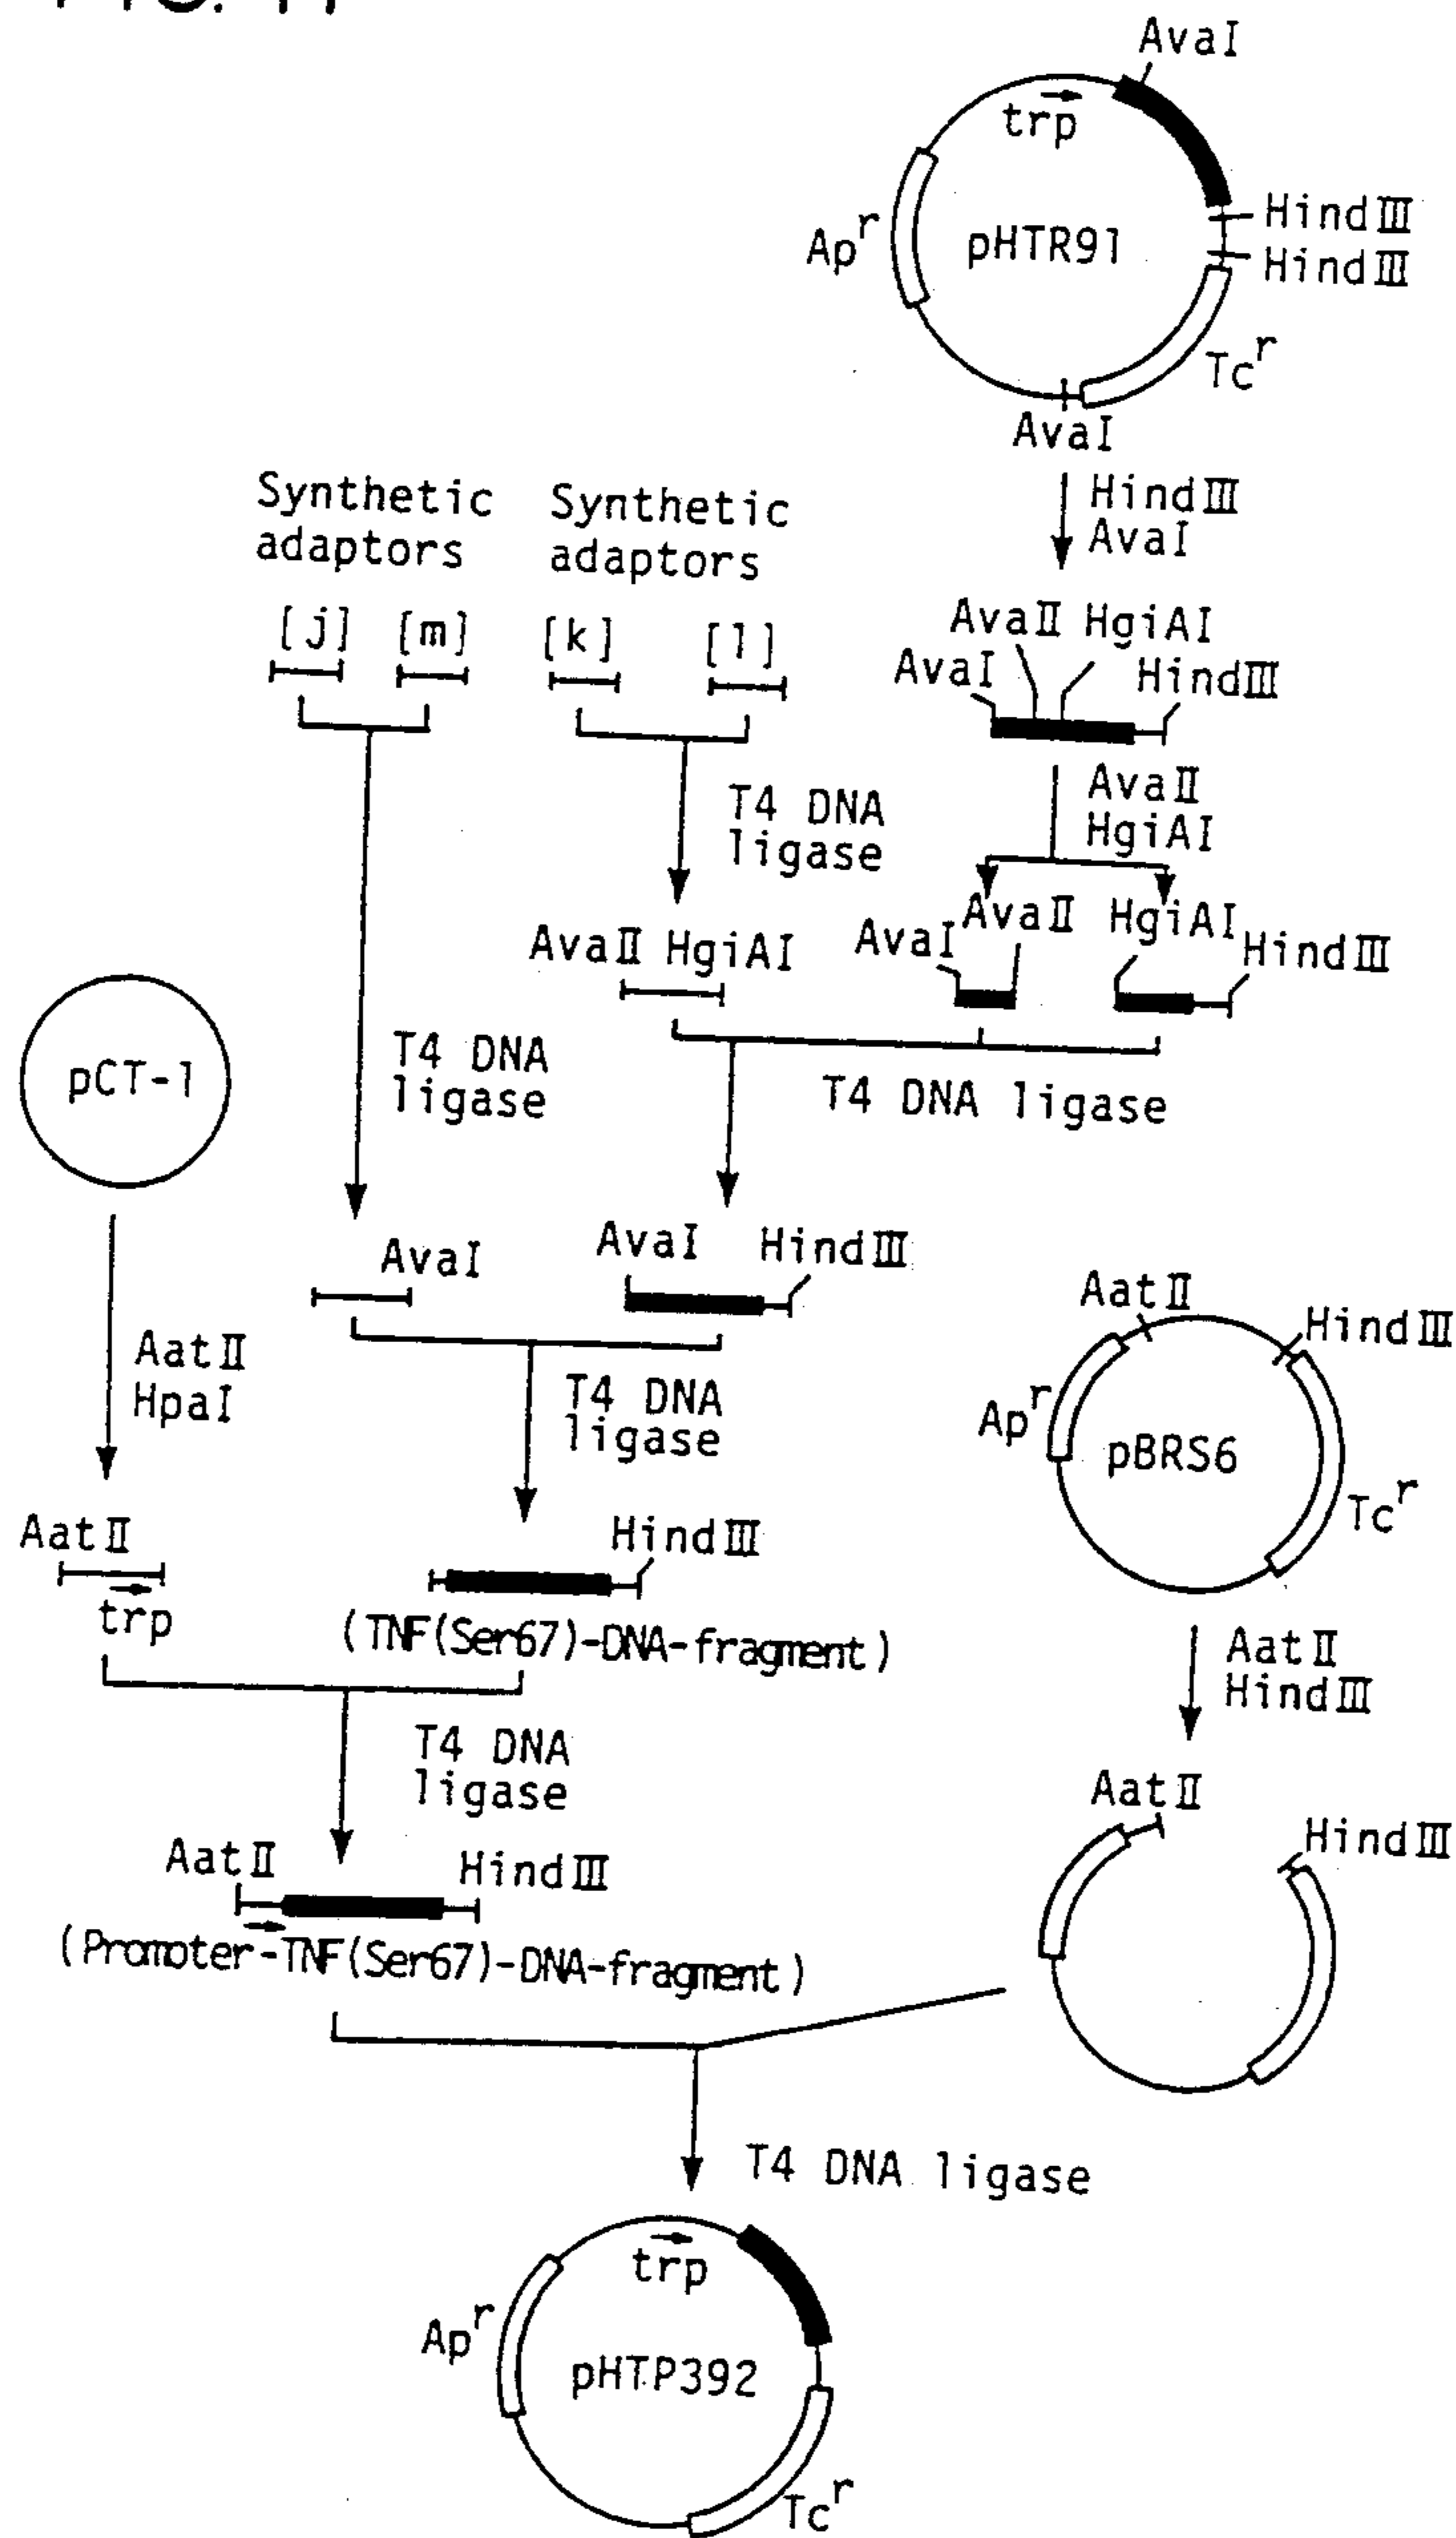 FIG. 11
AvaI
trp
HindⅢ
HindⅢ
Ap^r
pHTR91
Tc^r
AvaI
HindⅢ
AvaI
Synthetic
adaptors
Synthetic
adaptors
[j] [m]
[k] [l]
AvaⅡ HgiAI
AvaI HindⅢ
T4 DNA
ligase
AvaⅡ
HgiAI
AvaⅡ HgiAI
AvaI AvaⅡ HgiAI HindⅢ
pCT-1
T4 DNA
ligase
T4 DNA ligase
AvaI
AvaI HindⅢ
AatⅡ
HpaI
T4 DNA
ligase
AatⅡ
HindⅢ
Ap^r
pBRS6
Tc^r
AatⅡ
trp
HindⅢ
(TNF(Ser67)-DNA-fragment)
AatⅡ
HindⅢ
T4 DNA
ligase
AatⅡ
HindⅢ
AatⅡ HindⅢ
(Promoter-TNF(Ser67)-DNA-fragment)
T4 DNA ligase
trp
Ap^r
pHTP392
Tc^r